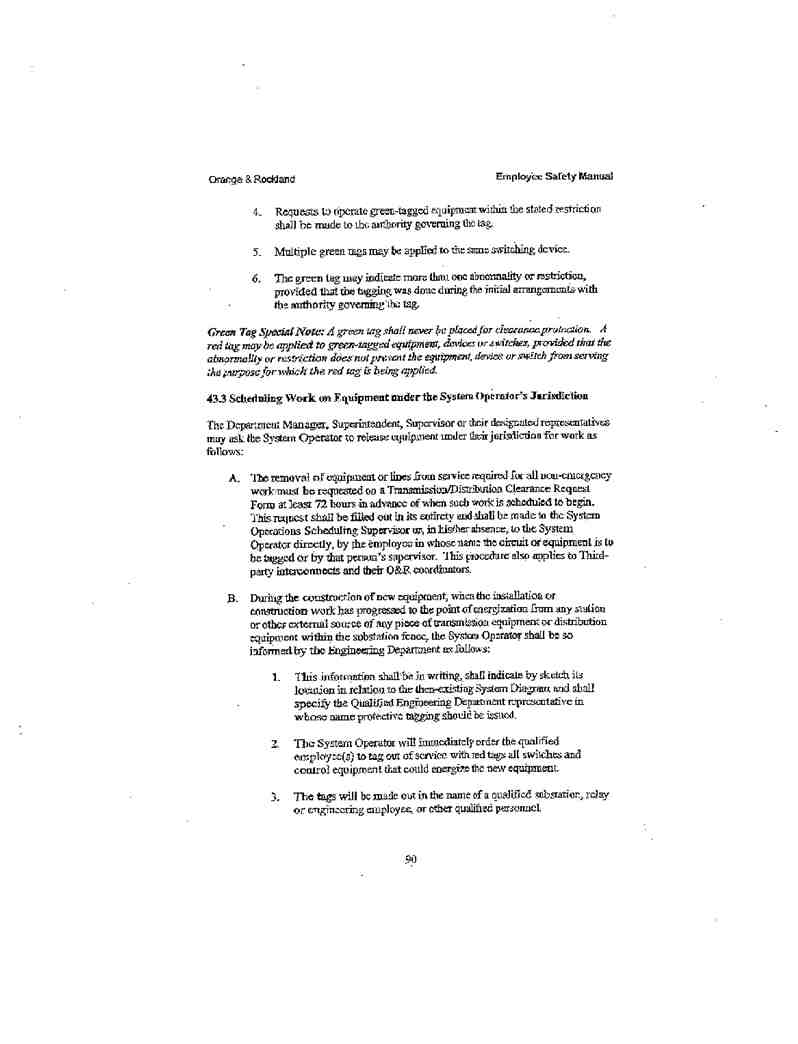 Orange & Rockland
Employee Safety Manual
4. Requests to operate green-tagged equipment within the stated restriction
shall be made to the authority governing the tag.
5. Multiple green tags may be applied to the same switching device.
6. The green tag may indicate more than one abnormality or restriction,
provided that the tagging was done during the initial arrangements with
the authority governing the tag.
Green Tag Special Note: A green tag shall never be placed for clearance protection. A
red tag may be applied to green-tagged equipment, devices or switches, provided that the
abnormality or restriction does not prevent the equipment, device or switch from serving
the purpose for which the red tag is being applied.
43.3 Scheduling Work on Equipment under the System Operator's Jurisdiction
The Department Manager, Superintendent, Supervisor or their designated representatives
may ask the System Operator to release equipment under their jurisdiction for work as
follows:
A. The removal of equipment or lines from service required for all non-emergency
work must be requested on a Transmission/Distribution Clearance Request
Form at least 72 hours in advance of when such work is scheduled to begin.
This request shall be filled out in its entirety and shall be made to the System
Operations Scheduling Supervisor or, in his/her absence, to the System
Operator directly, by the employee in whose name the circuit or equipment is to
be tagged or by that person's supervisor. This procedure also applies to Third-
party interconnects and their O&R coordinators.
B. During the construction of new equipment, when the installation or
construction work has progressed to the point of energization from any station
or other external source of any piece of transmission equipment or distribution
equipment within the substation fence, the System Operator shall be so
informed by the Engineering Department as follows:
1. This information shall be in writing, shall indicate by sketch its
location in relation to the then-existing System Diagram and shall
specify the Qualified Engineering Department representative in
whose name protective tagging should be issued.
2. The System Operator will immediately order the qualified
employee(s) to tag out of service with red tags all switches and
control equipment that could energize the new equipment.
3. The tags will be made out in the name of a qualified substation, relay
or engineering employee, or other qualified personnel.
90